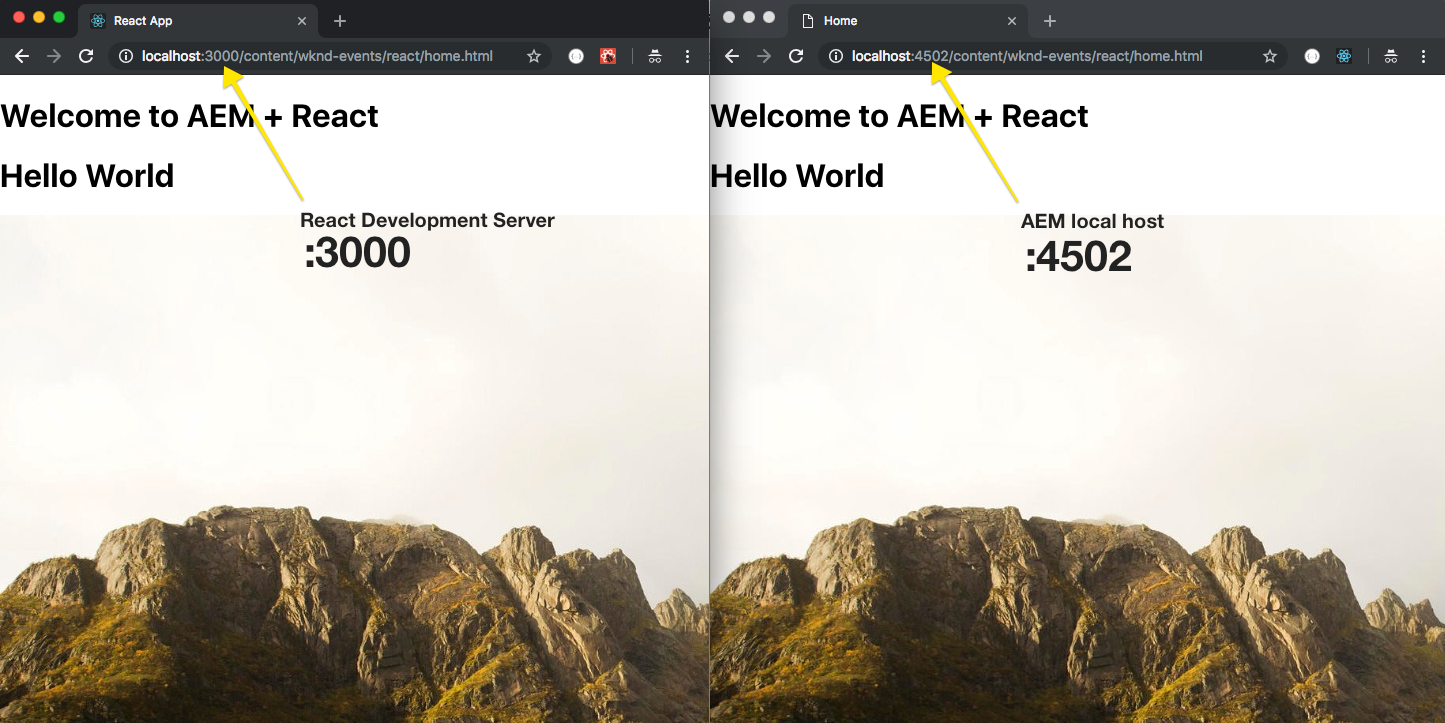 React App
localhost:3000/content/wknd-events/react/home.html
Welcome to AEM + React
Hello World
React Development Server
:3000
Home
localhost:4502/content/wknd-events/react/home.html
Welcome to AEM + React
Hello World
AEM local host
:4502